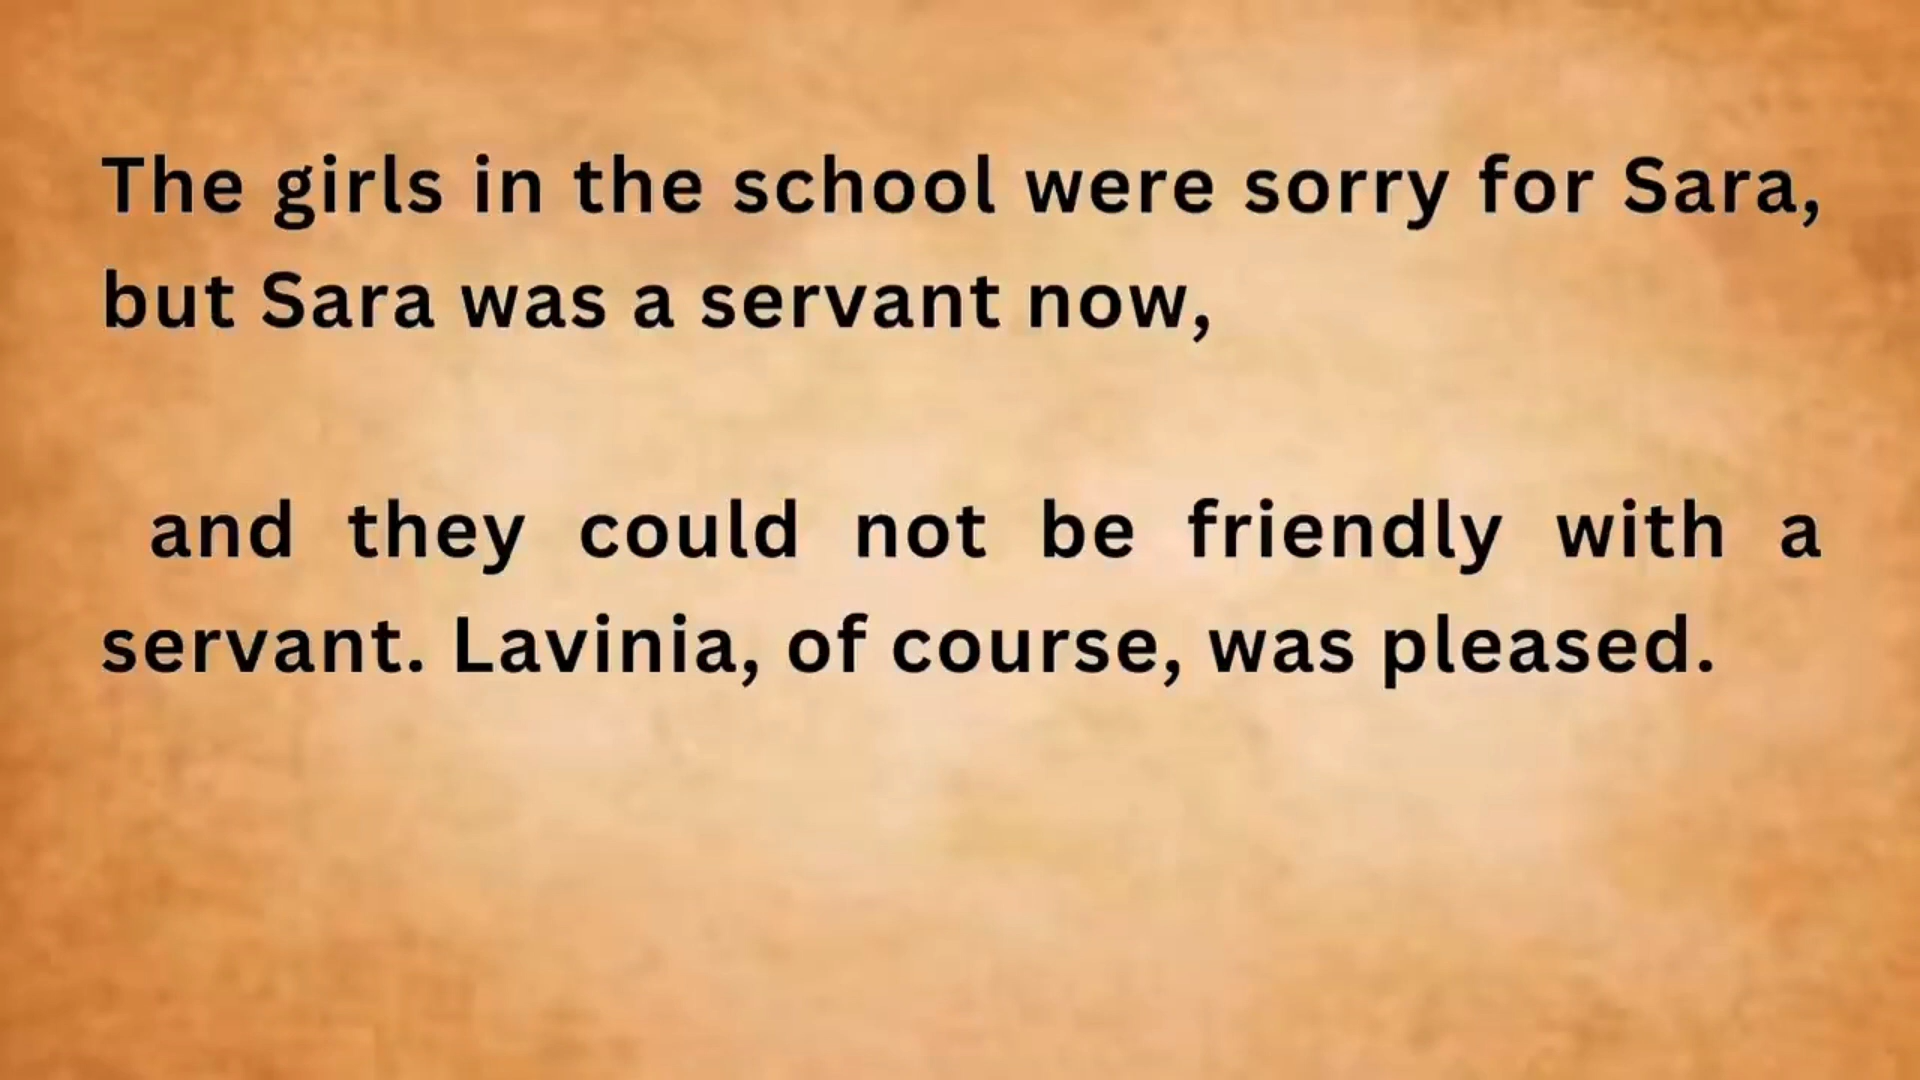 The girls in the school were sorry for Sara,
but Sara was a servant now,
and they could not be friendly with a
servant. Lavinia, of course, was pleased.